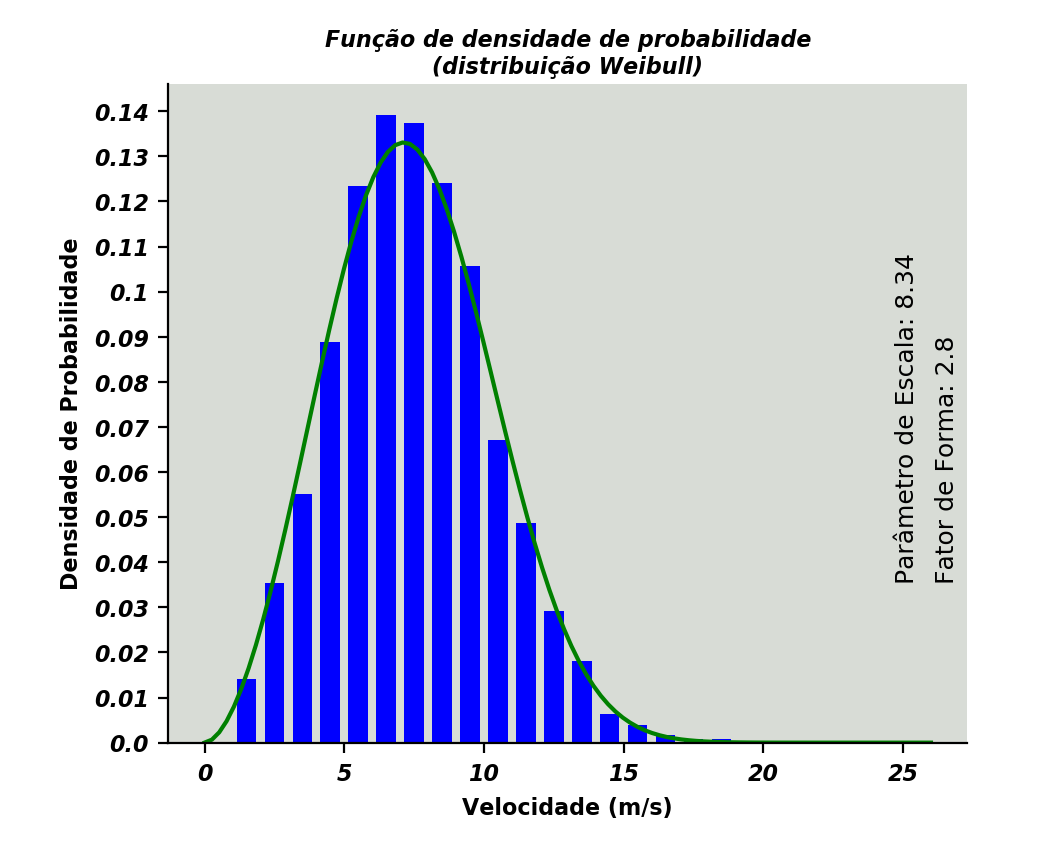 Função de densidade de probabilidade
(distribuição Weibull)
Densidade de Probabilidade
0.14
0.13
0.12
0.11
0.1
0.09
0.08
0.07
0.06
0.05
0.04
0.03
0.02
0.01
0.0
Parâmetro de Escala: 8.34
Fator de Forma: 2.8
0 5 10 15 20 25
Velocidade (m/s)